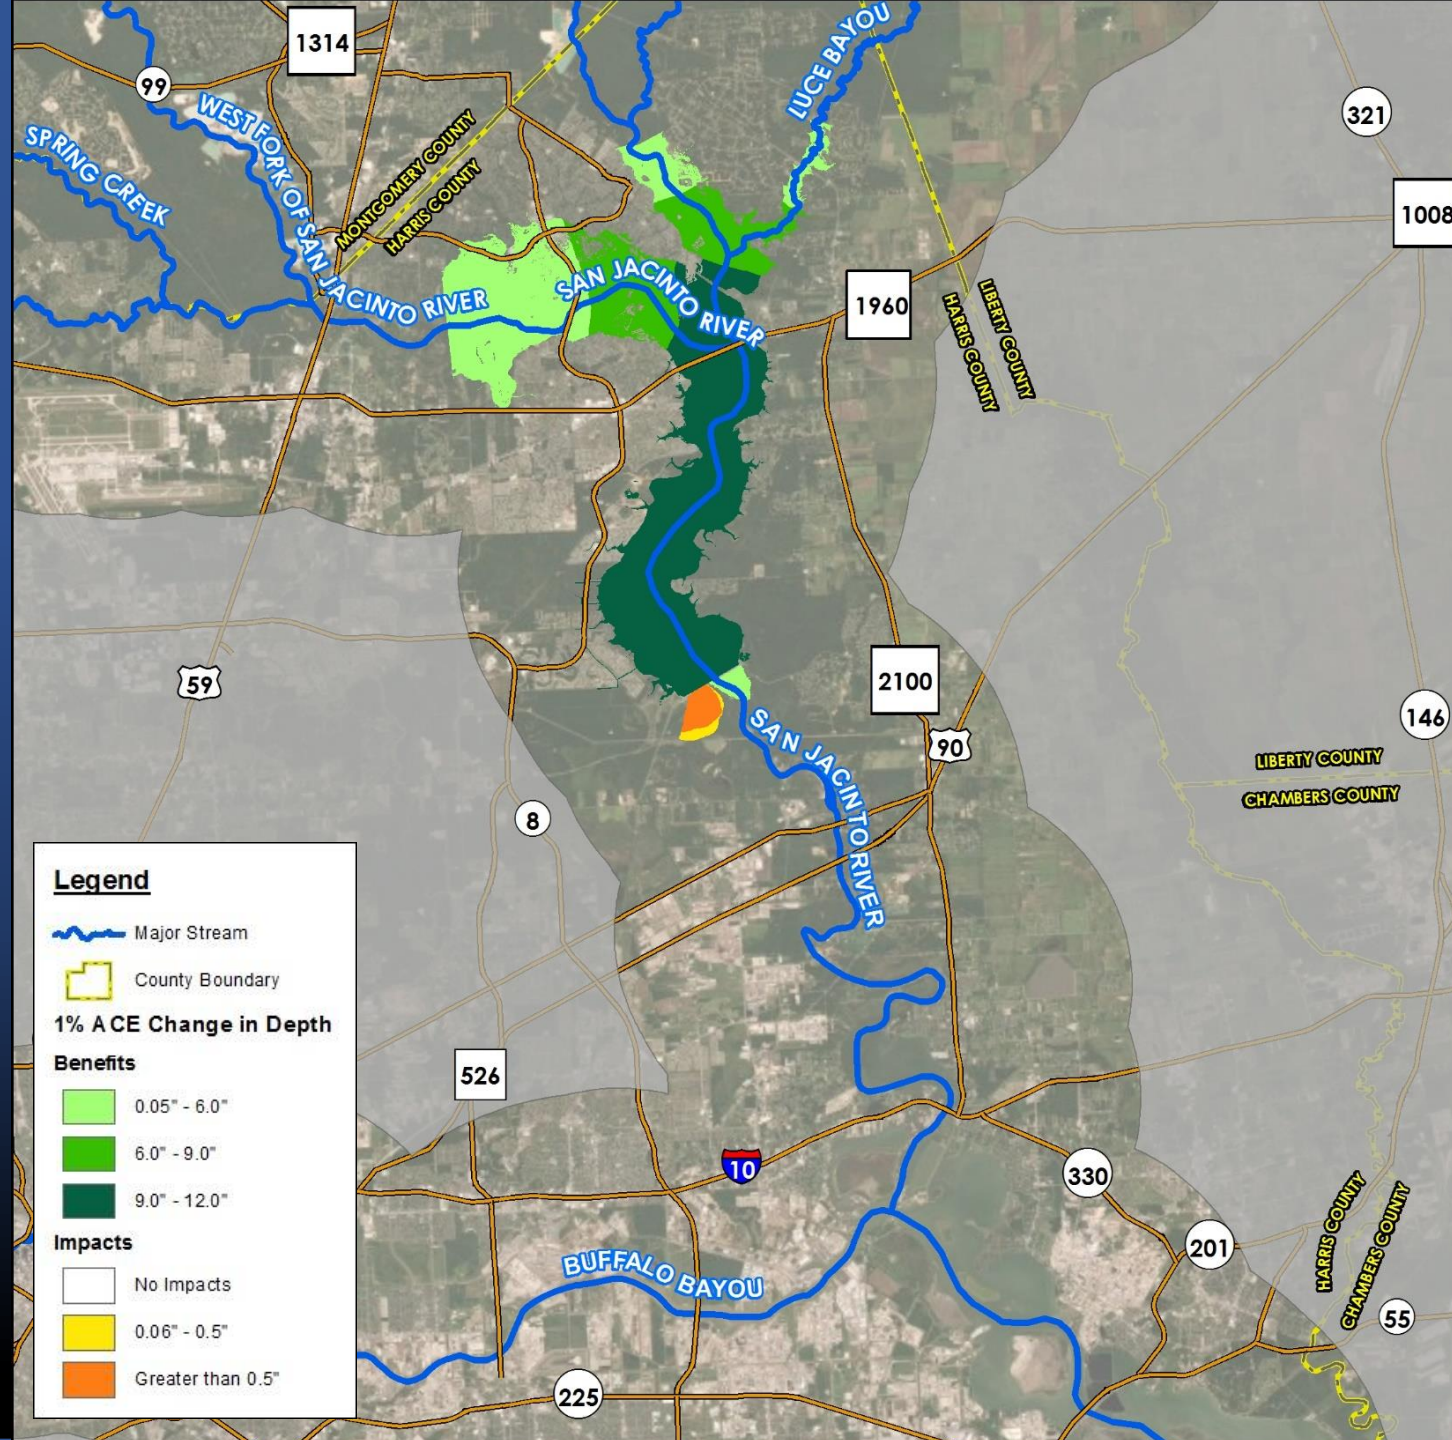 1314
LUCE BAYOU
99
321
WEST FORK OF SAN JACINTO RIVER
SPRING CREEK
MONTGOMERY COUNTY
HARRIS COUNTY
1008
SAN JACINTO RIVER
1960
LIBERTY COUNTY
HARRIS COUNTY
59
2100
146
90
SAN JACINTO RIVER
LIBERTY COUNTY
CHAMBERS COUNTY
8
526
10
330
201
HARRIS COUNTY
CHAMBERS COUNTY
55
BUFFALO BAYOU
225
Legend
Major Stream
County Boundary
1% ACE Change in Depth
Benefits
0.05" - 6.0"
6.0" - 9.0"
9.0" - 12.0"
Impacts
No Impacts
0.06" - 0.5"
Greater than 0.5"